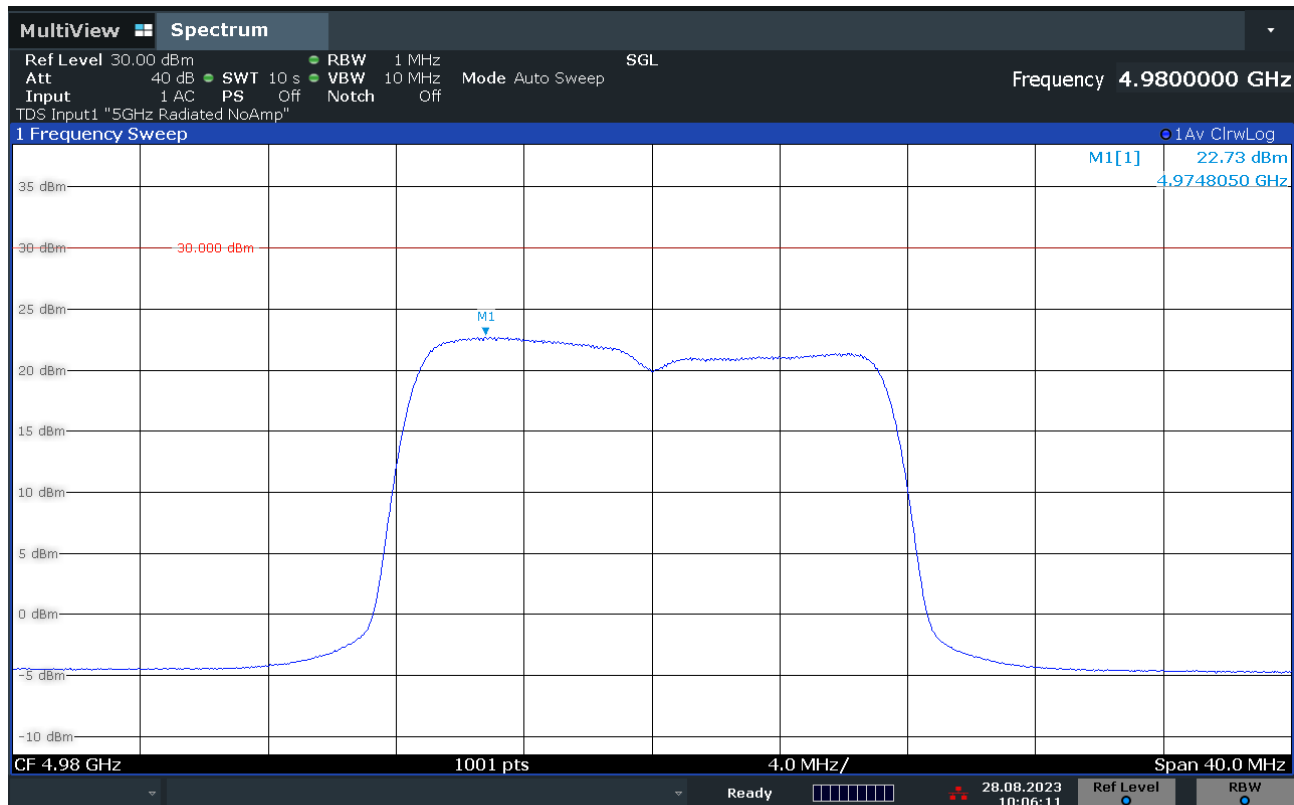 MultiView Spectrum
Ref Level 30.00 dBm RBW 1 MHz SGL
Att 40 dB SWT 10 s VBW 10 MHz Mode Auto Sweep
Input 1 AC PS Off Notch Off
Frequency 4.9800000 GHz
TDS Input1 "5GHz Radiated NoAmp"
1 Frequency Sweep 1Av ClrwLog
M1[1] 22.73 dBm
4.9748050 GHz
35 dBm
30 dBm 30.000 dBm
25 dBm
M1
20 dBm
15 dBm
10 dBm
5 dBm
0 dBm
-5 dBm
-10 dBm
CF 4.98 GHz 1001 pts 4.0 MHz/ Span 40.0 MHz
Ready 28.08.2023 Ref Level RBW
10:06:11